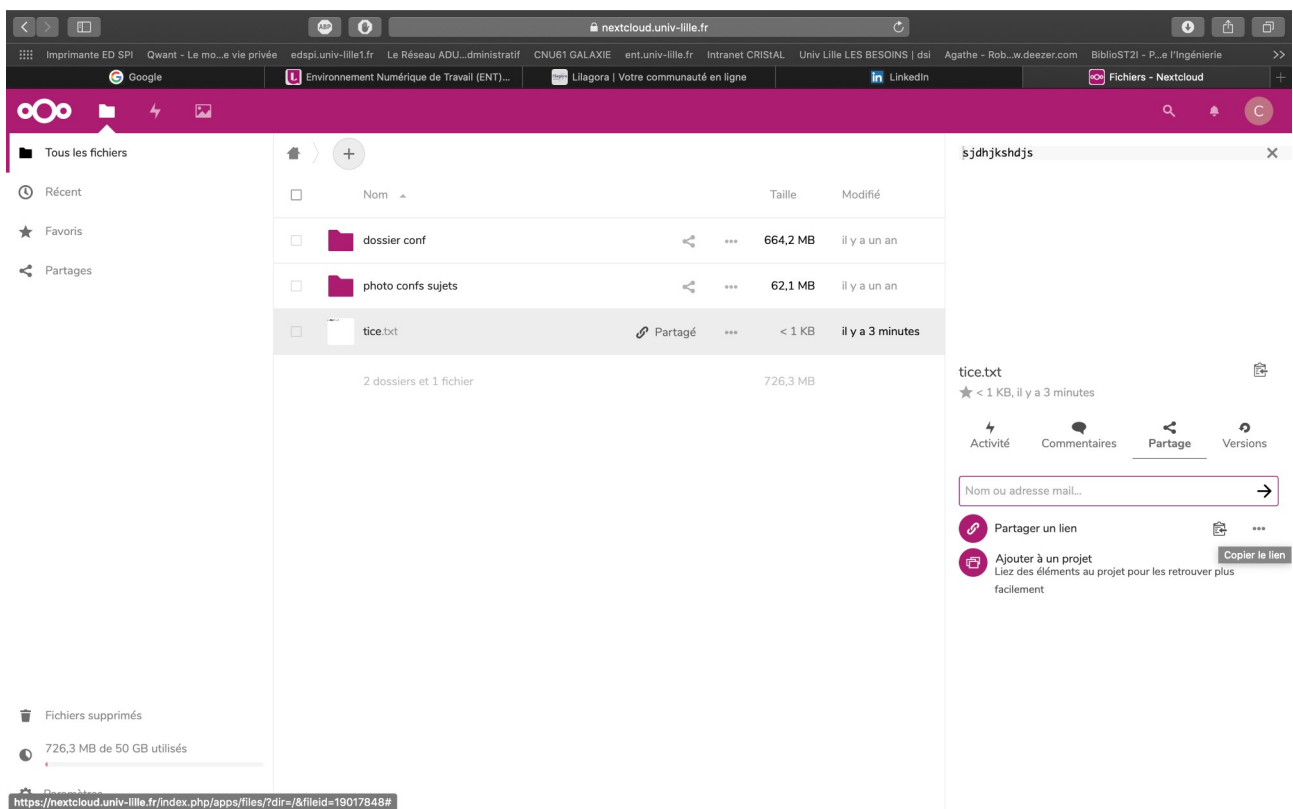 nextcloud.univ-lille.fr
Imprimante ED SPI Qwant - Le mo...e vie privée edspi.univ-lille1.fr Le Réseau ADU...dministratif CNU61 GALAXIE ent.univ-lille.fr Intranet CRIStAL Univ Lille LES BESOINS | dsi Agathe - Rob...w.deezer.com BiblioST2I - P...e l'Ingénierie >>
Google Environnement Numérique de Travail (ENT)... Lilagora | Votre communauté en ligne LinkedIn Fichiers - Nextcloud
C
Tous les fichiers
Récent
Favoris
Partages
Nom Taille Modifié
dossier conf 664,2 MB il y a un an
photo confs sujets 62,1 MB il y a un an
tice.txt Partagé < 1 KB il y a 3 minutes
2 dossiers et 1 fichier 726,3 MB
sjdhjkshdjs
tice.txt
< 1 KB, il y a 3 minutes
Activité Commentaires Partage Versions
Nom ou adresse mail...
Partager un lien
Copier le lien
Ajouter à un projet
Liez des éléments au projet pour les retrouver plus
facilement
Fichiers supprimés
726,3 MB de 50 GB utilisés
https://nextcloud.univ-lille.fr/index.php/apps/files/?dir=/&fileid=19017848#